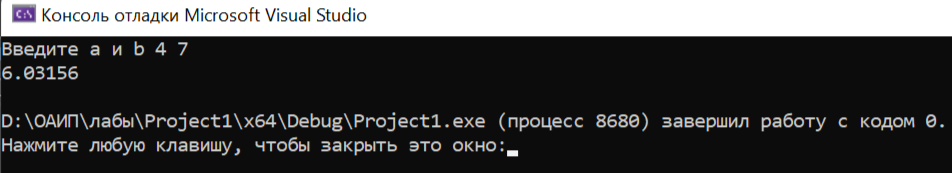 Консоль отладки Microsoft Visual Studio
Введите a и b 4 7
6.03156
D:\ОАИП\лабы\Project1\x64\Debug\Project1.exe (процесс 8680) завершил работу с кодом 0.
Нажмите любую клавишу, чтобы закрыть это окно: